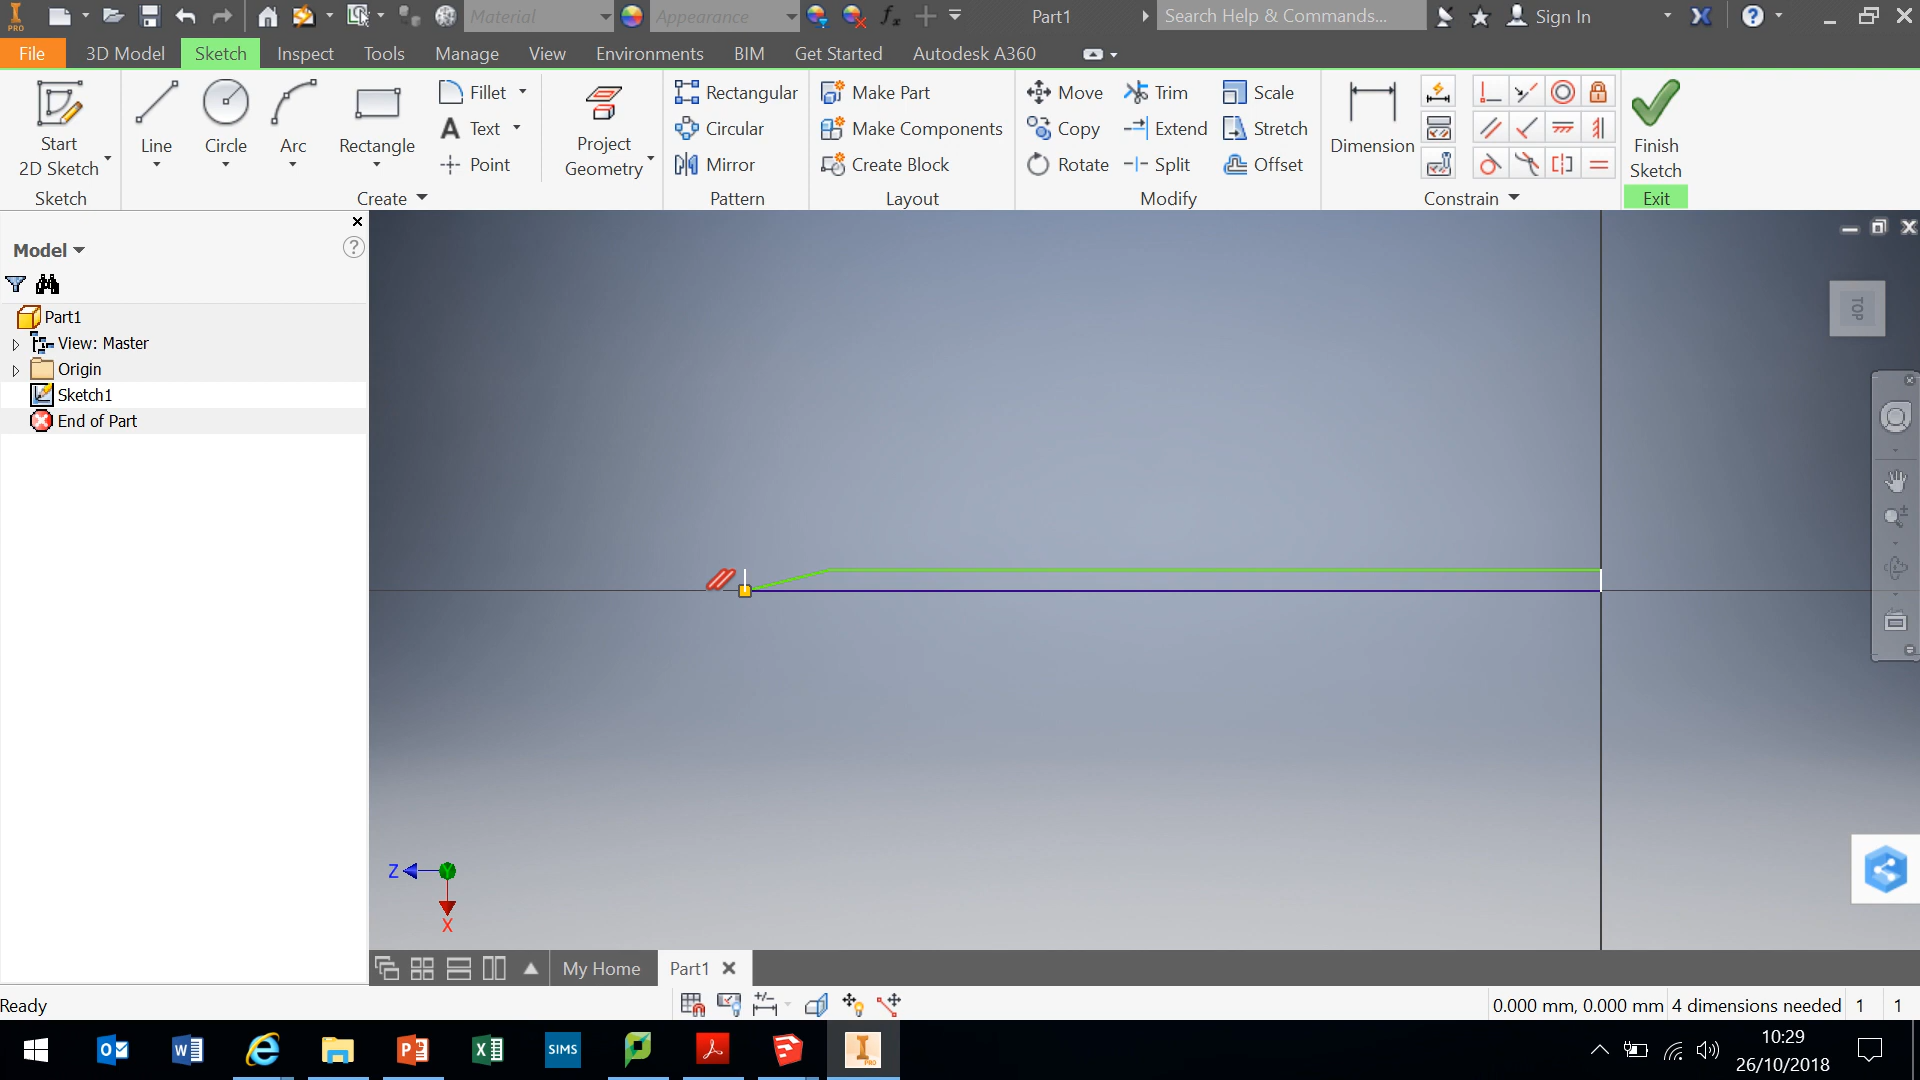 PRO
Material
Appearance
fx
Part1
Search Help & Commands...
Sign In
File
3D Model
Sketch
Inspect
Tools
Manage
View
Environments
BIM
Get Started
Autodesk A360
Start
2D Sketch
Line
Circle
Arc
Rectangle
Fillet
Text
Point
Project
Geometry
Rectangular
Circular
Mirror
Make Part
Make Components
Create Block
Move
Copy
Rotate
Trim
Extend
Split
Scale
Stretch
Offset
Dimension
Finish
Sketch
Sketch
Create
Pattern
Layout
Modify
Constrain
Exit
Model
Part1
View: Master
Origin
Sketch1
End of Part
TOP
Z
X
My Home
Part1
Ready
0.000 mm, 0.000 mm
4 dimensions needed
1
1
SIMS
PRO
10:29
26/10/2018